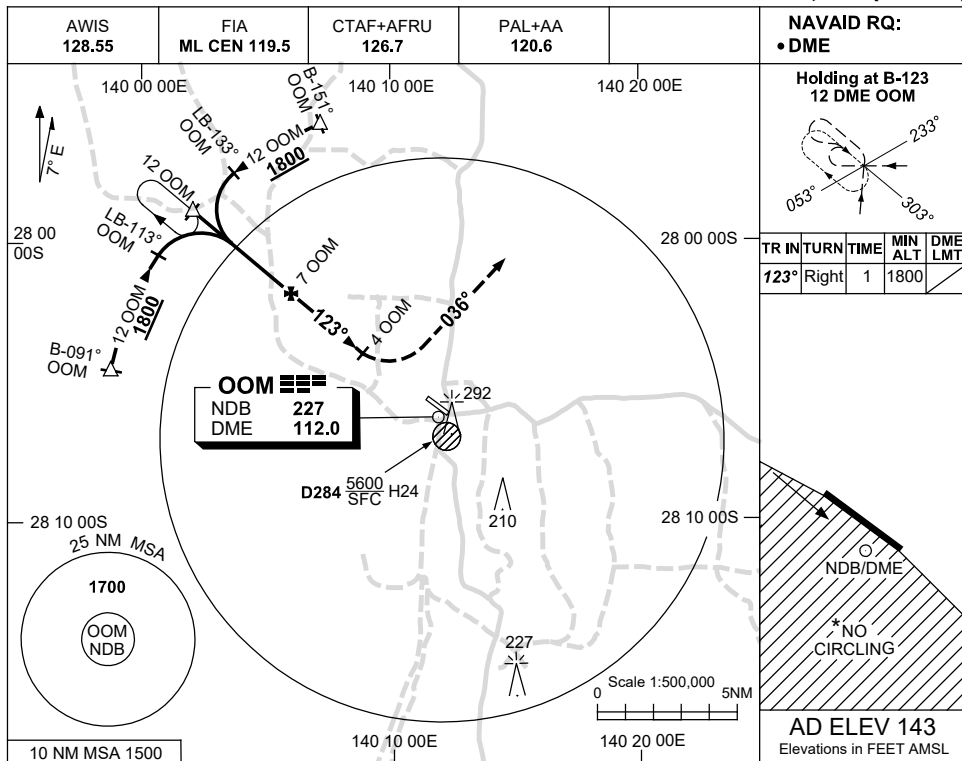 AWIS
128.55
FIA
ML CEN 119.5
CTAF+AFRU
126.7
PAL+AA
120.6
NAVAID RQ:
• DME
Holding at B-123
12 DME OOM
233°
053°
303°
TR IN TURN TIME MIN ALT DME LMT
123° Right 1 1800
140 00 00E
140 10 00E
140 20 00E
7° E
B-151°
OOM
LB-133°
OOM
12 OOM
1800
12 OOM
LB-113°
OOM
28 00
00S
28 00 00S
12 OOM
1800
7 OOM
123°
4 OOM
036°
B-091°
OOM
OOM
NDB 227
DME 112.0
292
D284 5600
SFC H24
210
28 10 00S
28 10 00S
25 NM MSA
1700
OOM
NDB
227
Scale 1:500,000
0 5NM
NDB/DME
*NO
CIRCLING
10 NM MSA 1500
140 10 00E
140 20 00E
AD ELEV 143
Elevations in FEET AMSL